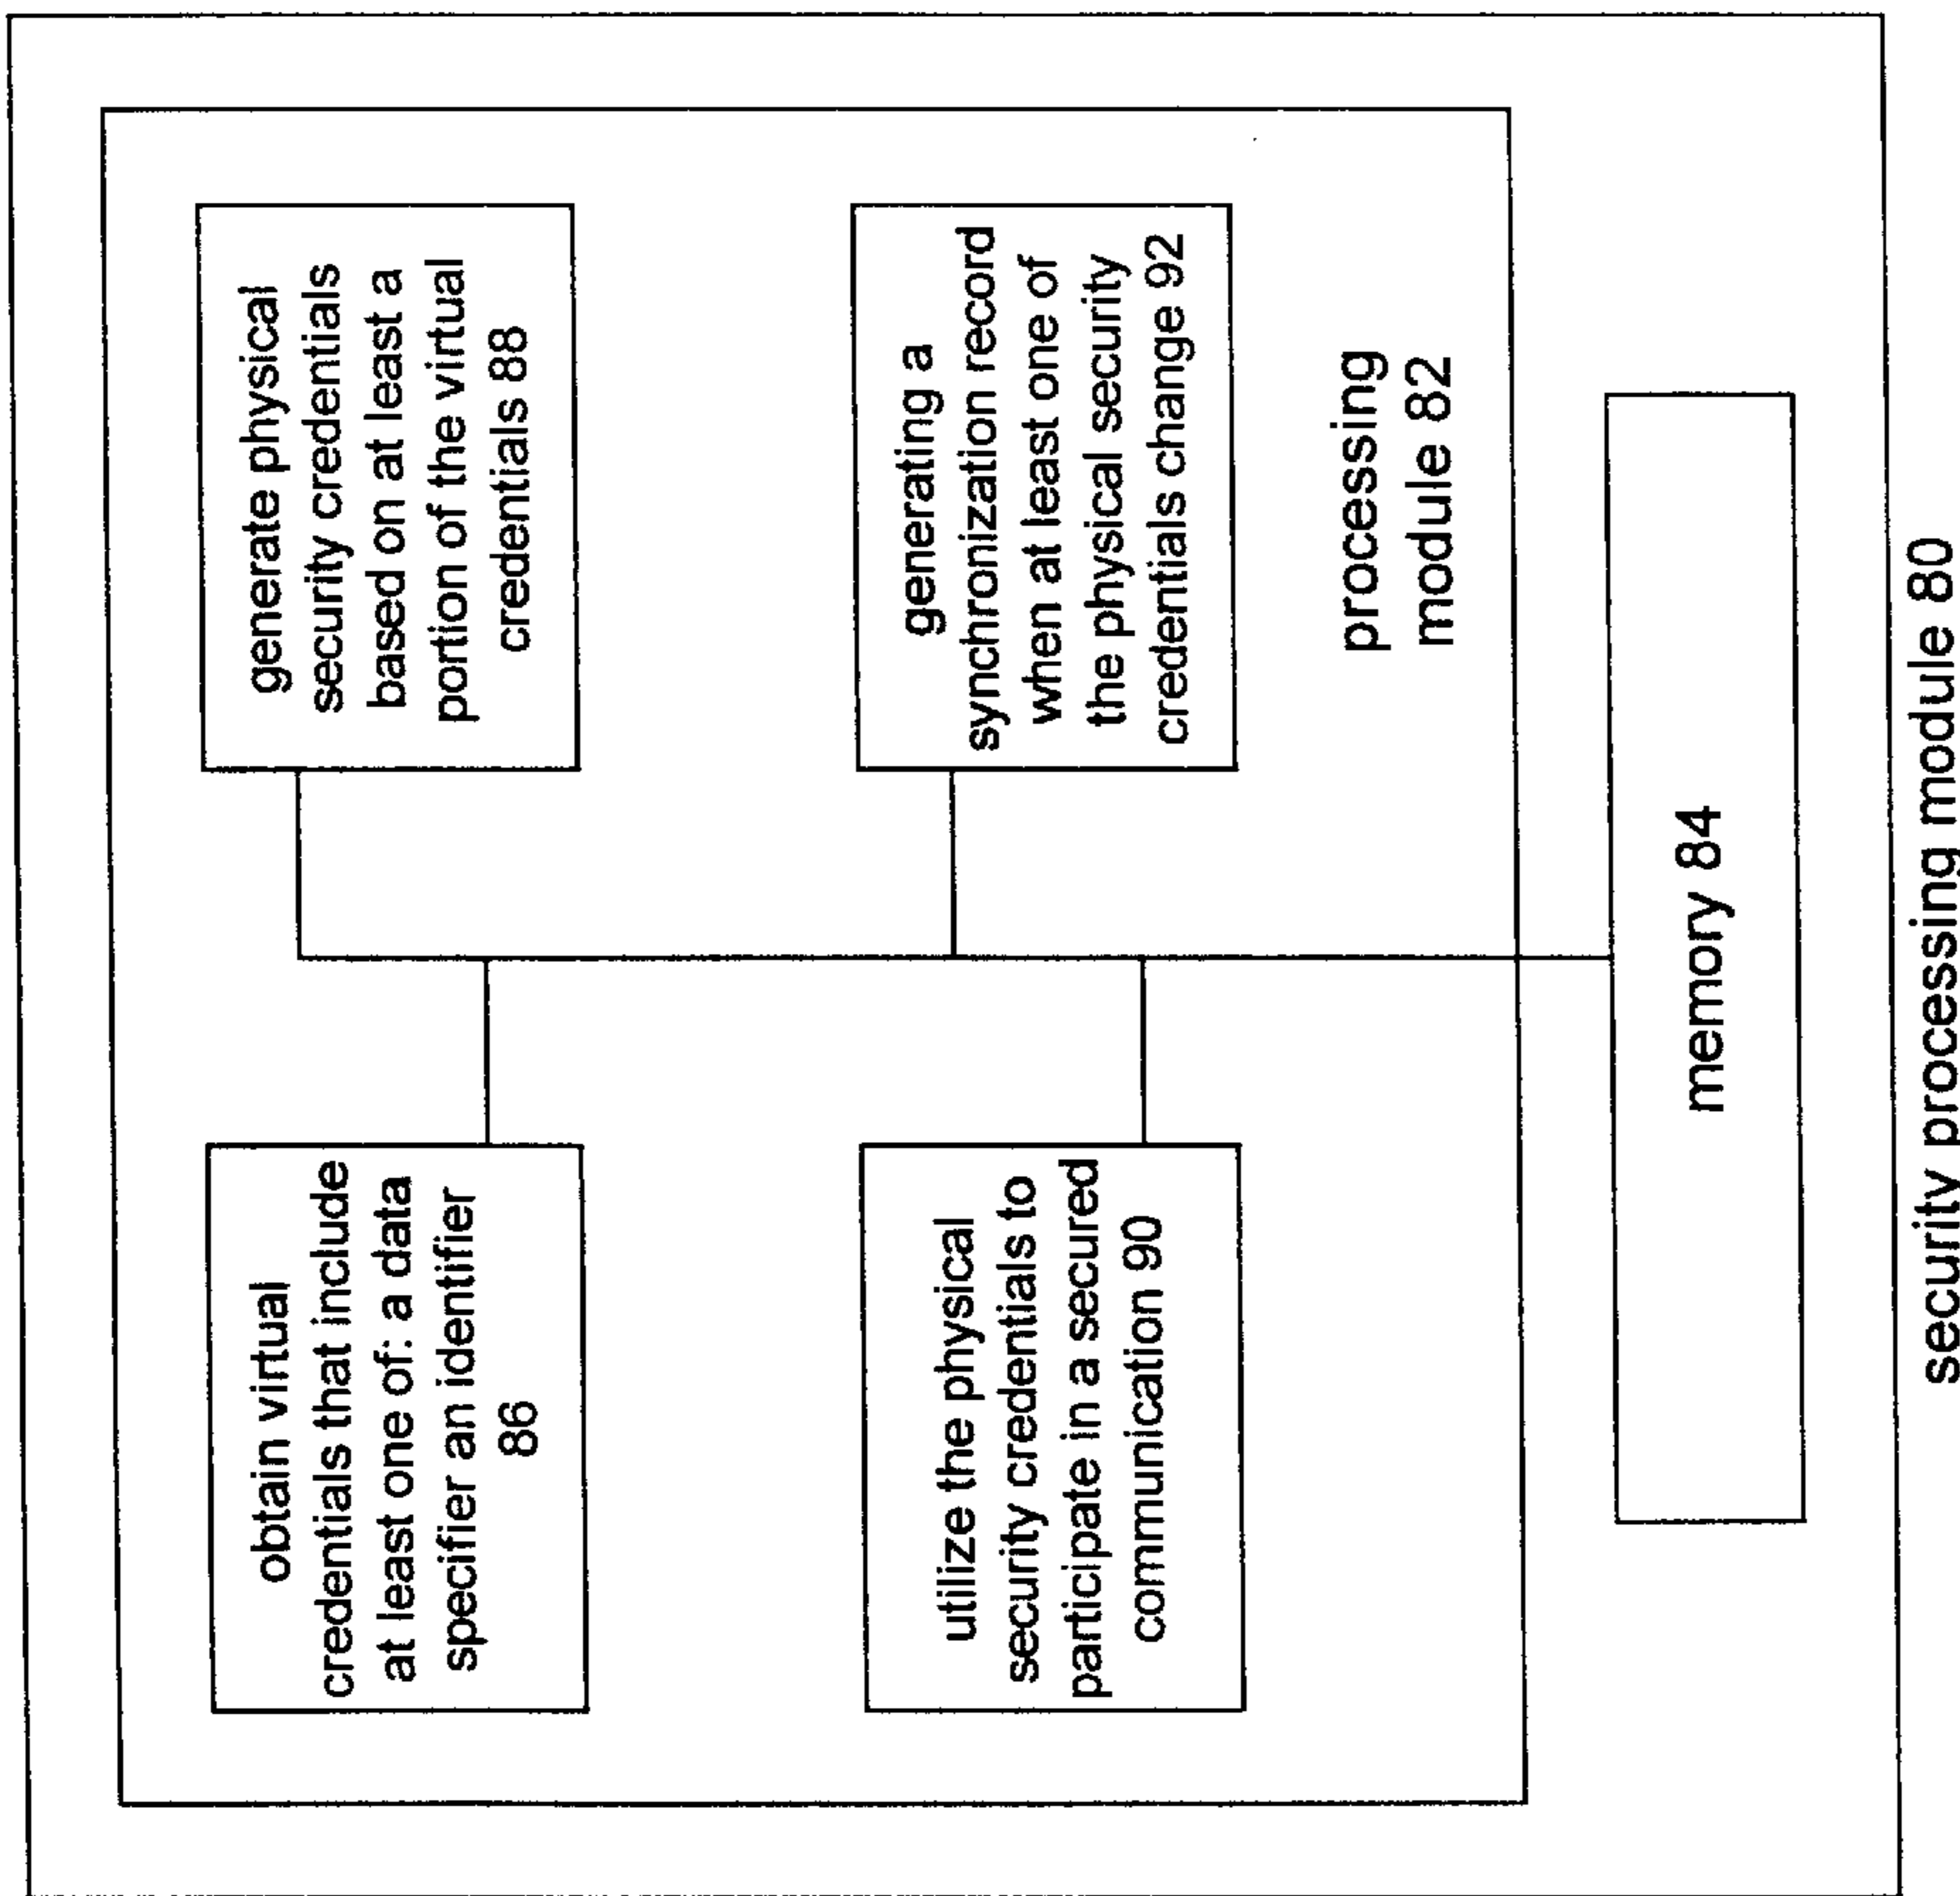 obtain virtual
credentials that include
at least one of: a data
specifier an identifier
86
generate physical
security credentials
based on at least a
portion of the virtual
credentials 88
utilize the physical
security credentials to
participate in a secured
communication 90
generating a
synchronization record
when at least one of
the physical security
credentials change 92
processing
module 82
memory 84
security processing module 80